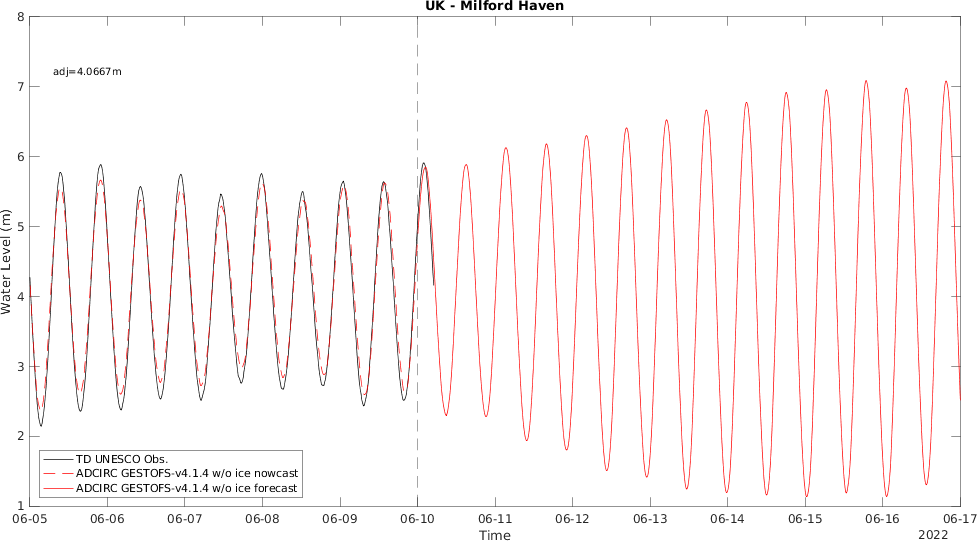 UK - Milford Haven
8
adj=4.0667m
7
6
5
4
3
2
1
Water Level (m)
TD UNESCO Obs.
ADCIRC GESTOFS-v4.1.4 w/o ice nowcast
ADCIRC GESTOFS-v4.1.4 w/o ice forecast
06-05 06-06 06-07 06-08 06-09 06-10 06-11 06-12 06-13 06-14 06-15 06-16 06-17
Time
2022